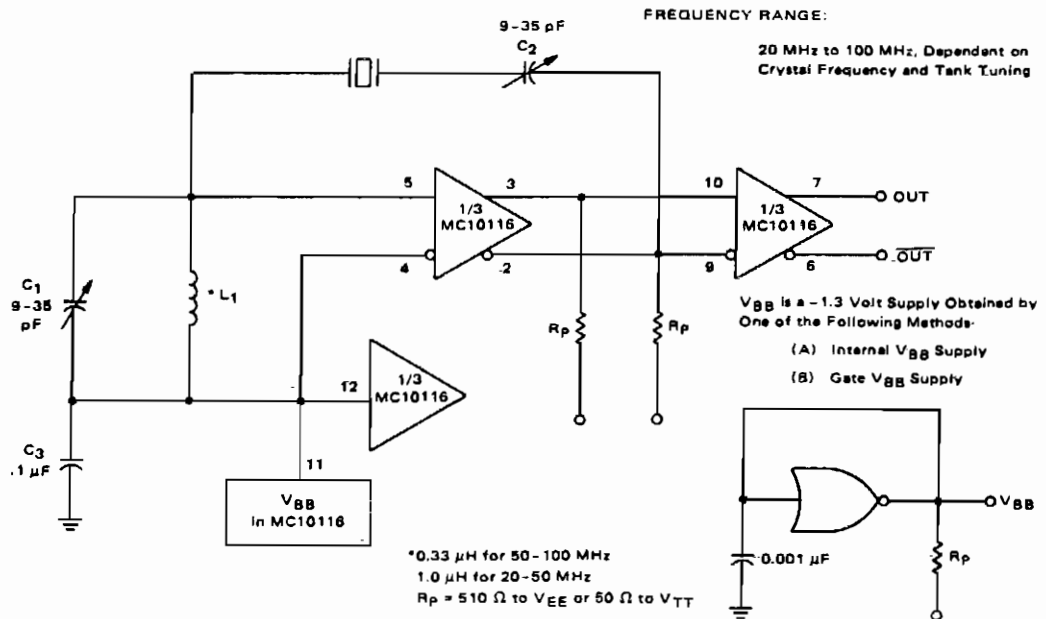 FREQUENCY RANGE:
20 MHz to 100 MHz, Dependent on
Crystal Frequency and Tank Tuning
9-35 pF
C2
5
3
10
7
OUT
1/3
MC10116
1/3
MC10116
4
2
9
6
OUT
C1
9-35
pF
*L1
RP
RP
VBB is a -1.3 Volt Supply Obtained by
One of the Following Methods·
(A) Internal VBB Supply
(B) Gate VBB Supply
12
1/3
MC10116
C3
.1 µF
11
VBB
in MC10116
VBB
0.001 µF
RP
*0.33 µH for 50-100 MHz
1.0 µH for 20-50 MHz
RP = 510 Ω to VEE or 50 Ω to VTT